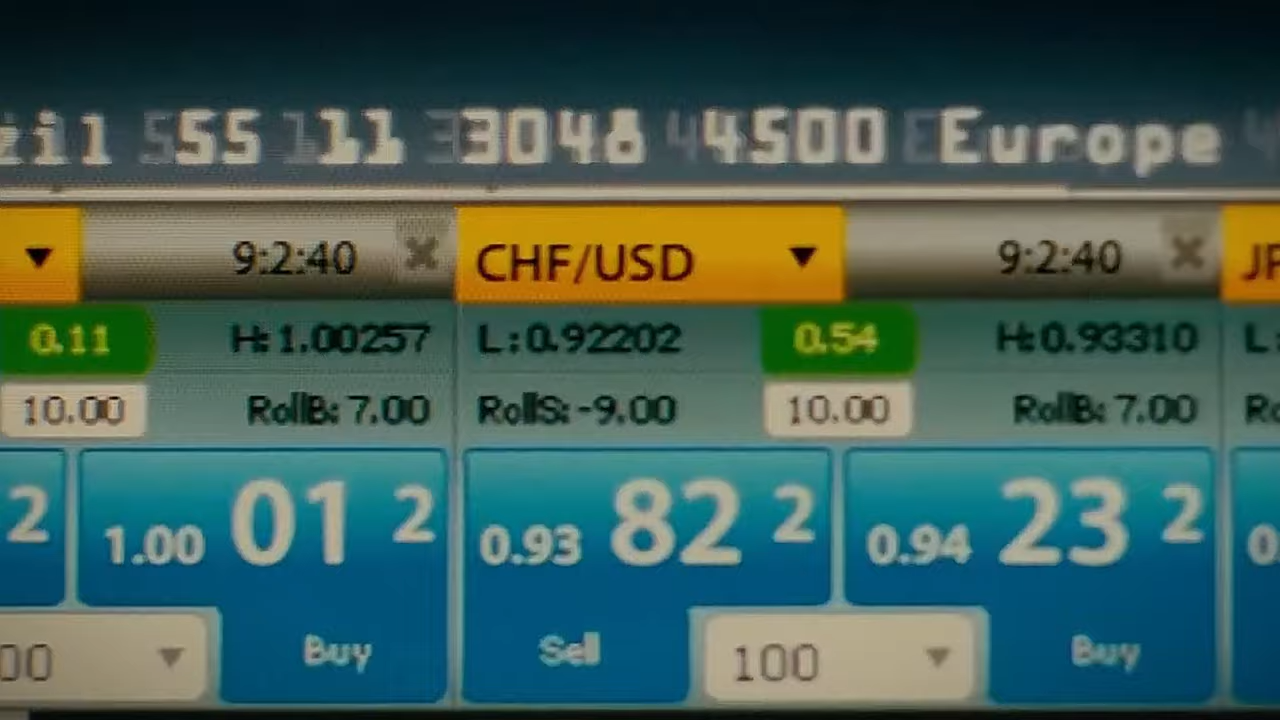 55 11 3048 4500 Europe
9:2:40 CHF/USD 9:2:40
0.11 H:1.00257 L:0.92202 0.54 H:0.93310
10.00 RollB: 7.00 RollS: -9.00 10.00 RollB: 7.00
2 1.00 01 2 0.93 82 2 0.94 23 2
Buy Sell 100 Buy